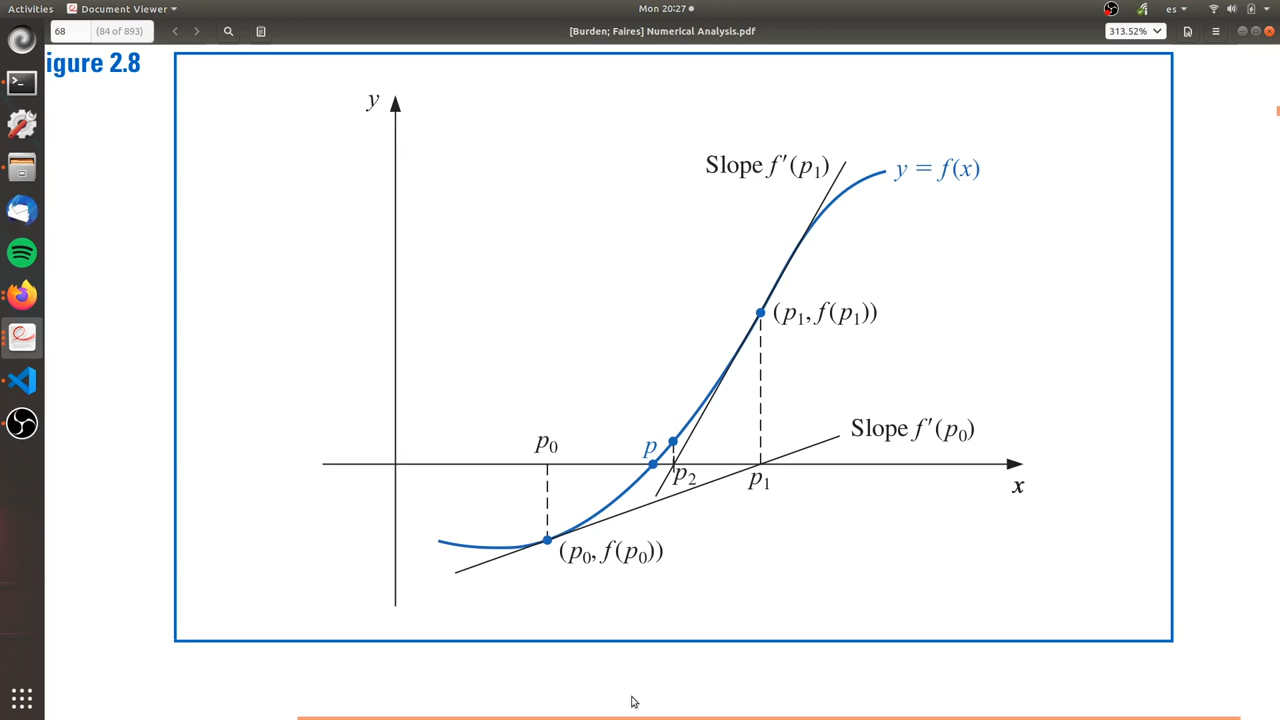 Activities
Document Viewer
Mon 20:27
es
68
(84 of 893)
[Burden; Faires] Numerical Analysis.pdf
313.52%
igure 2.8
y
Slope f′(p₁)
y = f(x)
(p₁, f(p₁))
p₀
p
Slope f′(p₀)
p₂
p₁
x
(p₀, f(p₀))